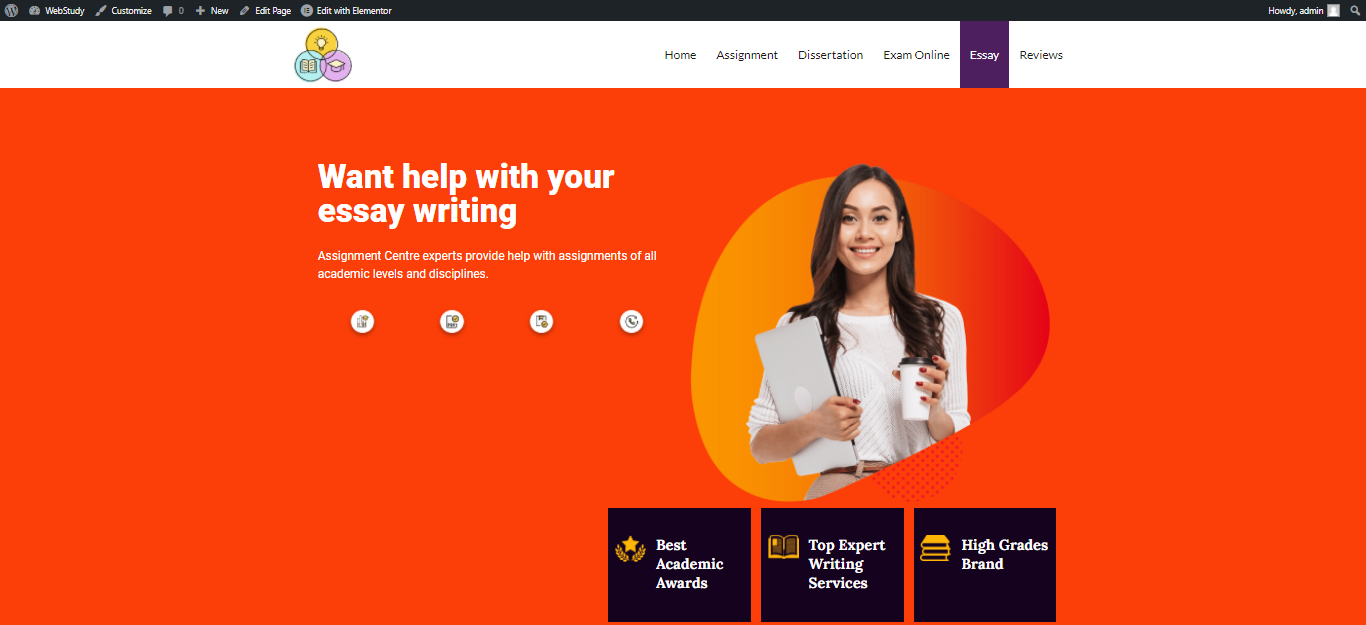 WebStudy Customize 0 New Edit Page Edit with Elementor Howdy, admin
Home Assignment Dissertation Exam Online Essay Reviews
Want help with your
essay writing
Assignment Centre experts provide help with assignments of all
academic levels and disciplines.
Best
Academic
Awards
Top Expert
Writing
Services
High Grades
Brand